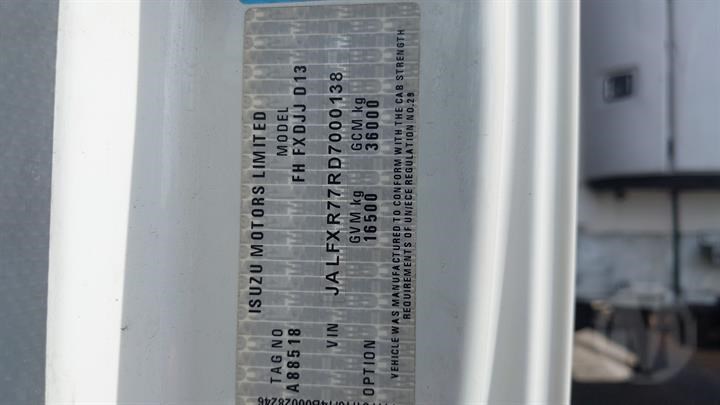 ISUZU MOTORS LIMITED
TAG NO MODEL
A88518 FH FXDJJ D13
VIN JALFXR77RD7000138
GVM kg GCM kg
16500 36000
OPTION
VEHICLE WAS MANUFACTURED TO CONFORM WITH THE CAB STRENGTH
REQUIREMENTS OF UN/ECE REGULATION NO.29